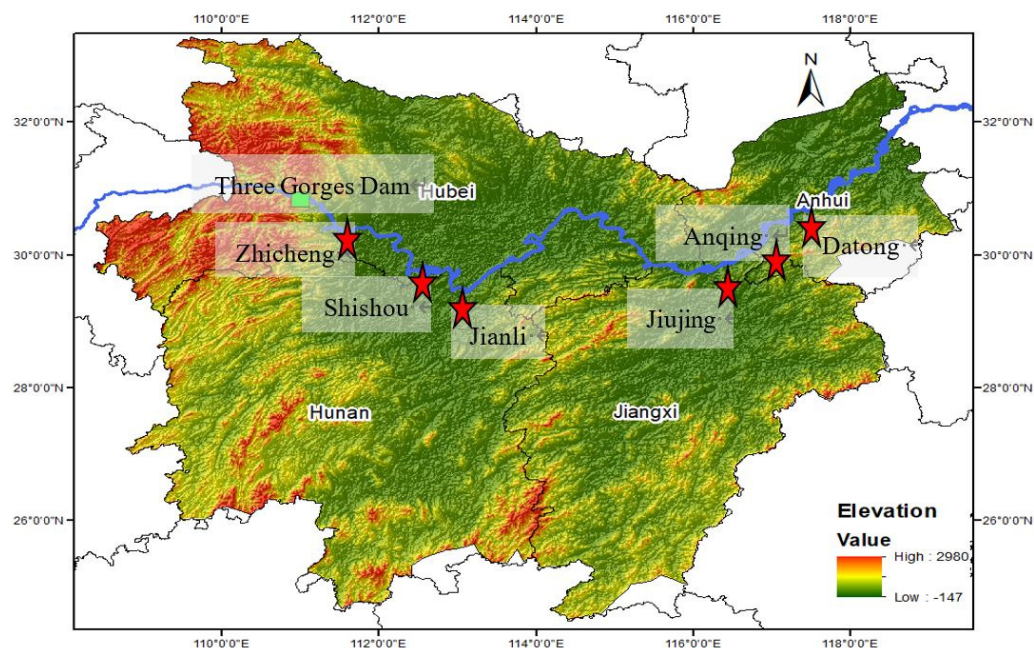 110°0'0"E 112°0'0"E 114°0'0"E 116°0'0"E 118°0'0"E
N
32°0'0"N 32°0'0"N
Three Gorges Dam
Hubei
Anhui
30°0'0"N 30°0'0"N
Zhicheng
Anqing
Datong
Shishou
Jianli
Jiujing
28°0'0"N 28°0'0"N
Hunan
Jiangxi
26°0'0"N 26°0'0"N
Elevation
Value
High : 2980
Low : -147
110°0'0"E 112°0'0"E 114°0'0"E 116°0'0"E 118°0'0"E